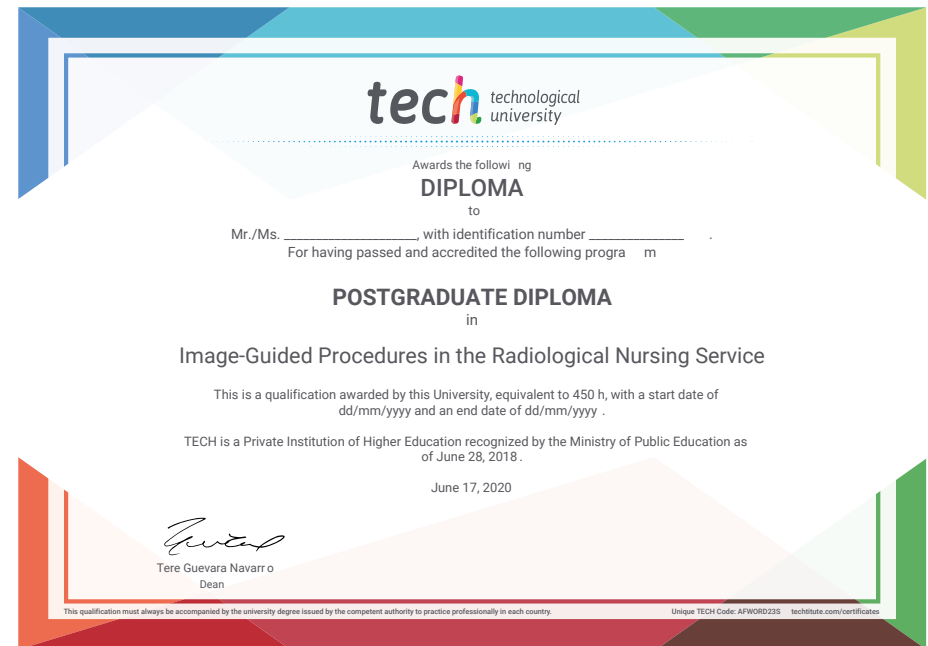 tech technological
university
Awards the followi ng
DIPLOMA
to
Mr./Ms. _________________, with identification number _____________ .
For having passed and accredited the following progra m
POSTGRADUATE DIPLOMA
in
Image-Guided Procedures in the Radiological Nursing Service
This is a qualification awarded by this University, equivalent to 450 h, with a start date of
dd/mm/yyyy and an end date of dd/mm/yyyy .
TECH is a Private Institution of Higher Education recognized by the Ministry of Public Education as
of June 28, 2018 .
June 17, 2020
Tere Guevara Navarr o
Dean
This qualification must always be accompanied by the university degree issued by the competent authority to practice professionally in each country.
Unique TECH Code: AFWORD23S techtitute.com/certificates